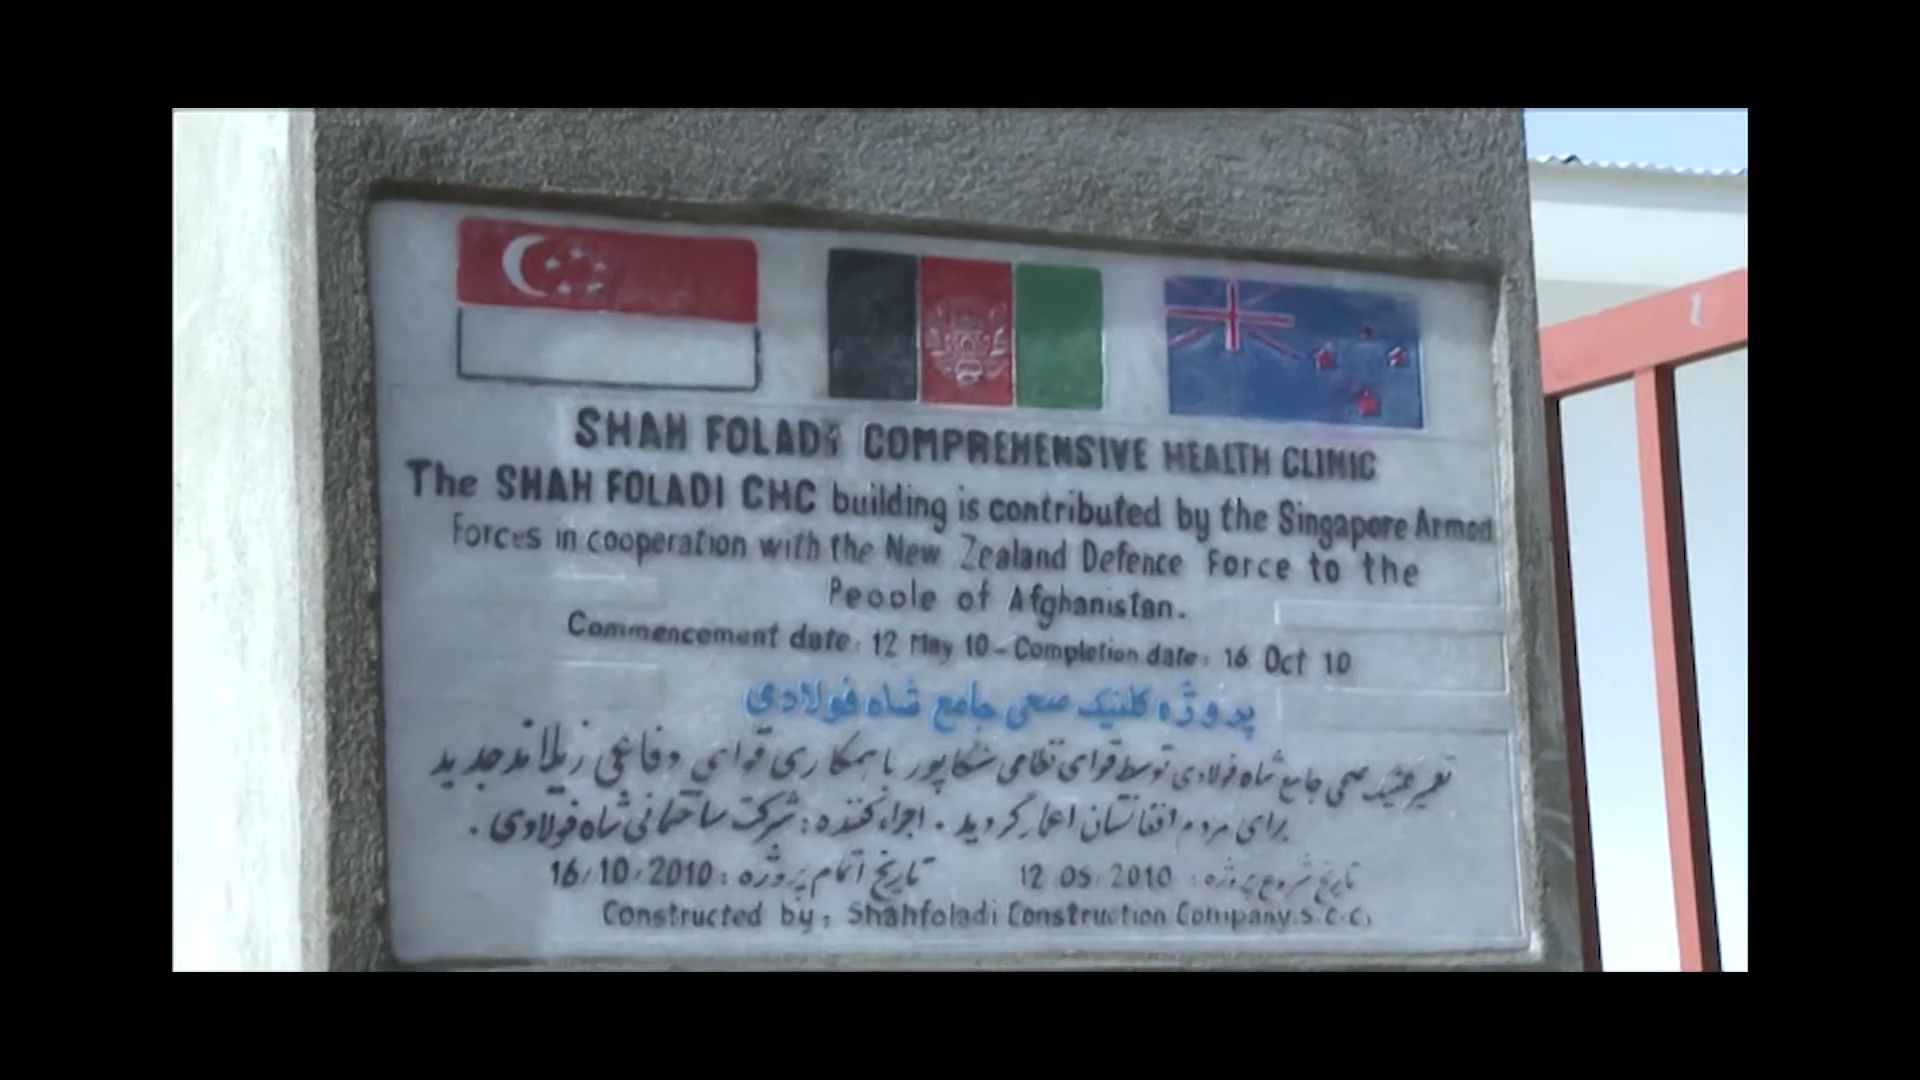 SHAH FOLADY COMPREHENSIVE HEALTH CLINIC
The SHAH FOLADI CHC building is contributed by the Singapore Armed
Forces in cooperation with the New Zealand Defence Force to the
People of Afghanistan.
Commencement date: 12 May 10 - Completion date: 16 Oct 10
پروژه کلنیک صحی جامع شاه فولادی
تعمیر صحی جامع شاه فولادی توسط قوای نظامی سنگاپور با همکاری قوای دفاعی زیلاند جدید
برای مردم افغانستان اعمار گردید . اجراء کننده : شرکت ساختمانی شاه فولادی .
تاریخ شروع پروژه : 12.05.2010 تاریخ اتمام پروژه : 16/10/2010
Constructed by: Shahfoladi Construction Company.S.C.C.